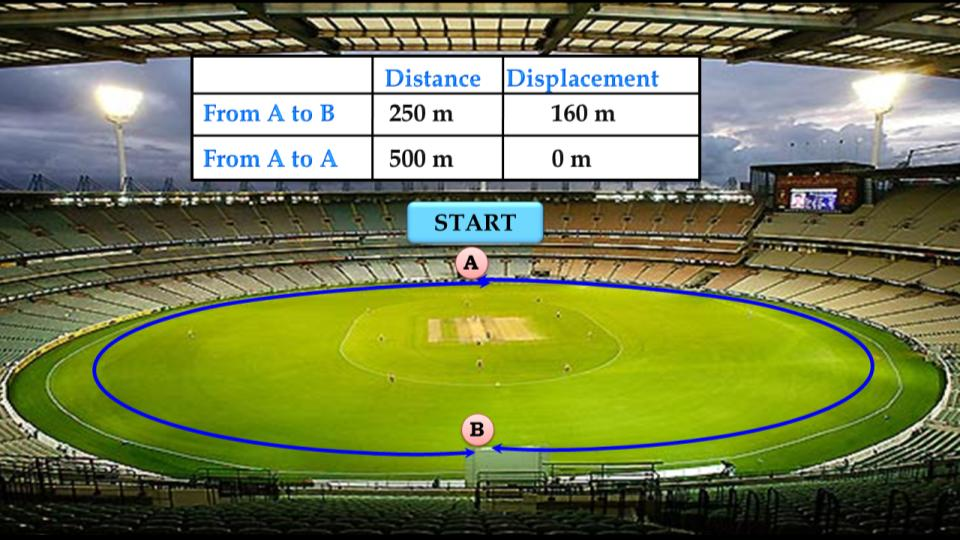 Distance Displacement
From A to B 250 m 160 m
From A to A 500 m 0 m
START
A
B